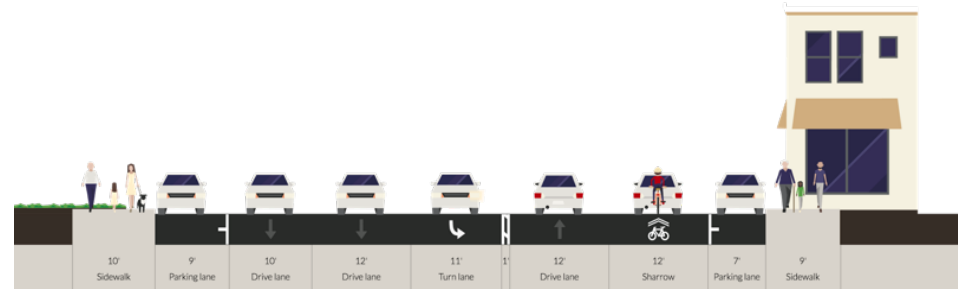 10'
Sidewalk
9'
Parking lane
10'
Drive lane
12'
Drive lane
11'
Turn lane
1'
12'
Drive lane
12'
Sharrow
7'
Parking lane
9'
Sidewalk